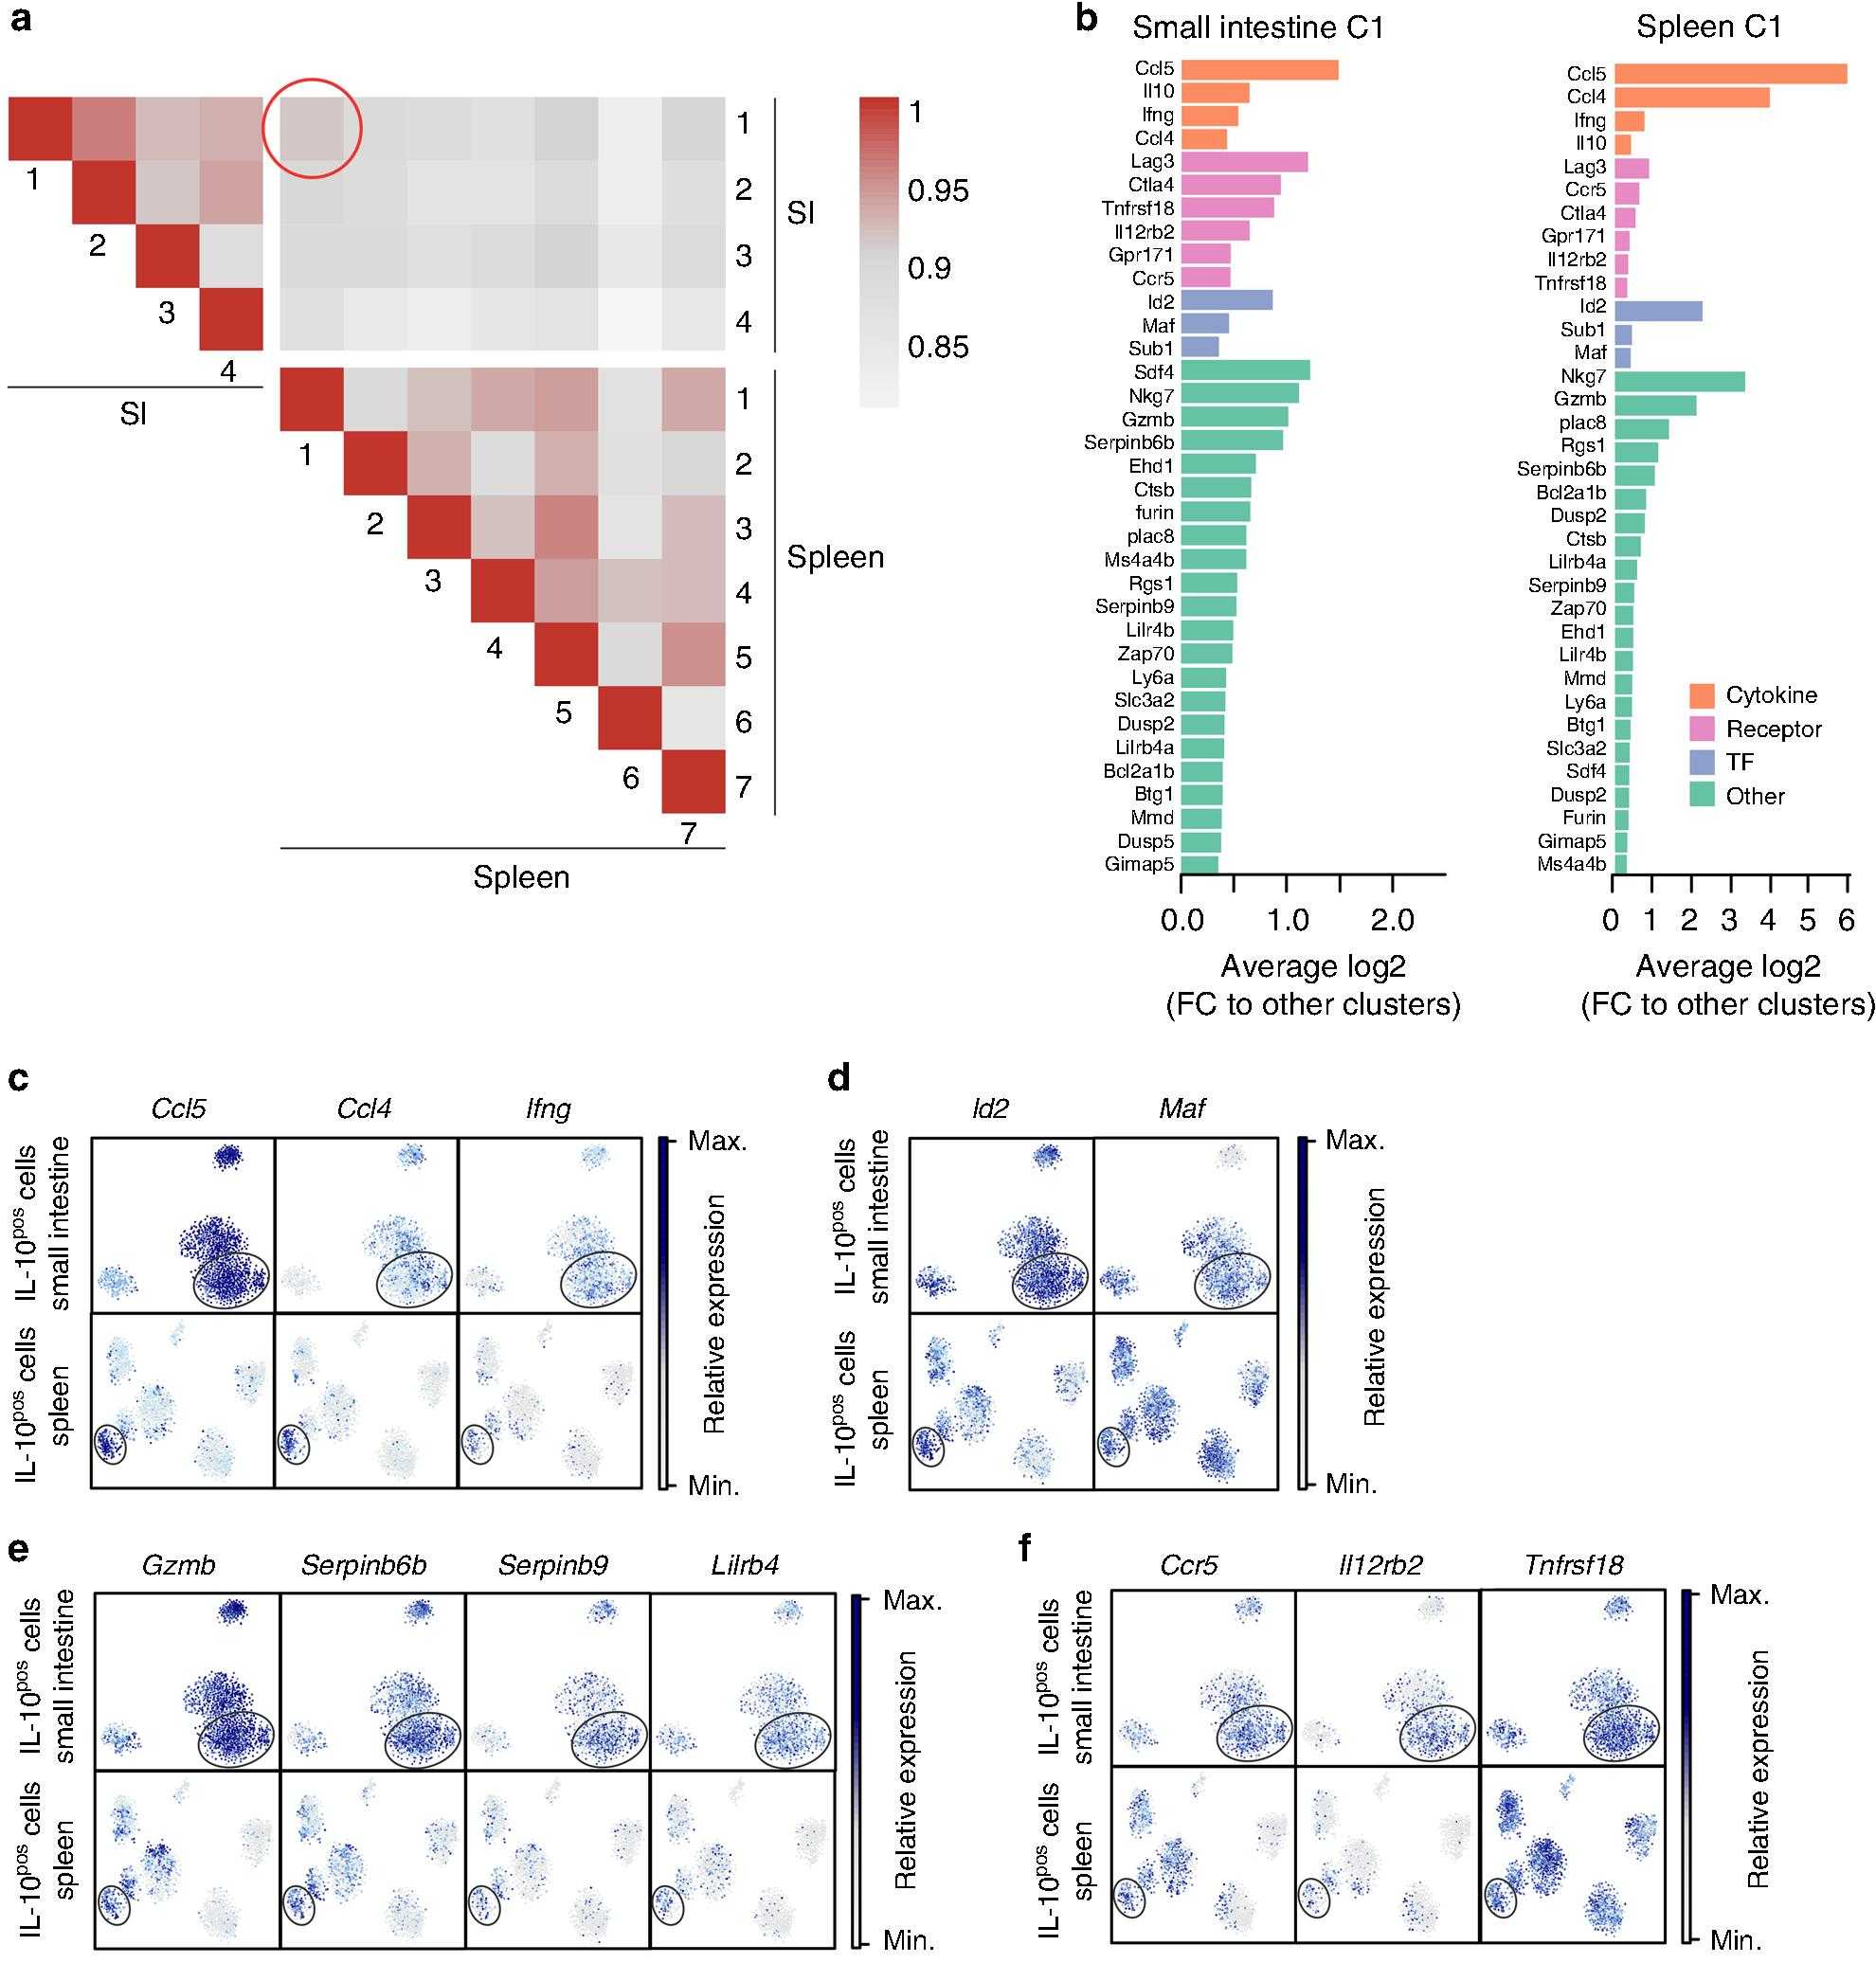 a
1
2
3
4
SI
1
2
3
4
SI
1
2
3
4
5
6
7
Spleen
1
2
3
4
5
6
7
Spleen
1
0.95
0.9
0.85
b
Small intestine C1
Ccl5
Il10
Ifng
Ccl4
Lag3
Ctla4
Tnfrsf18
Il12rb2
Gpr171
Ccr5
Id2
Maf
Sub1
Sdf4
Nkg7
Gzmb
Serpinb6b
Ehd1
Ctsb
furin
plac8
Ms4a4b
Rgs1
Serpinb9
Lilr4b
Zap70
Ly6a
Slc3a2
Dusp2
Lilrb4a
Bcl2a1b
Btg1
Mmd
Dusp5
Gimap5
0.0 1.0 2.0
Average log2
(FC to other clusters)
Spleen C1
Ccl5
Ccl4
Ifng
Il10
Lag3
Ccr5
Ctla4
Gpr171
Il12rb2
Tnfrsf18
Id2
Sub1
Maf
Nkg7
Gzmb
plac8
Rgs1
Serpinb6b
Bcl2a1b
Dusp2
Ctsb
Lilrb4a
Serpinb9
Zap70
Ehd1
Lilr4b
Mmd
Ly6a
Btg1
Slc3a2
Sdf4
Dusp2
Furin
Gimap5
Ms4a4b
Cytokine
Receptor
TF
Other
0 1 2 3 4 5 6
Average log2
(FC to other clusters)
c
Ccl5 Ccl4 Ifng
IL-10pos cells
small intestine
IL-10pos cells
spleen
Max.
Relative expression
Min.
d
Id2 Maf
IL-10pos cells
small intestine
IL-10pos cells
spleen
Max.
Relative expression
Min.
e
Gzmb Serpinb6b Serpinb9 Lilrb4
IL-10pos cells
small intestine
IL-10pos cells
spleen
Max.
Relative expression
Min.
f
Ccr5 Il12rb2 Tnfrsf18
IL-10pos cells
small intestine
IL-10pos cells
spleen
Max.
Relative expression
Min.